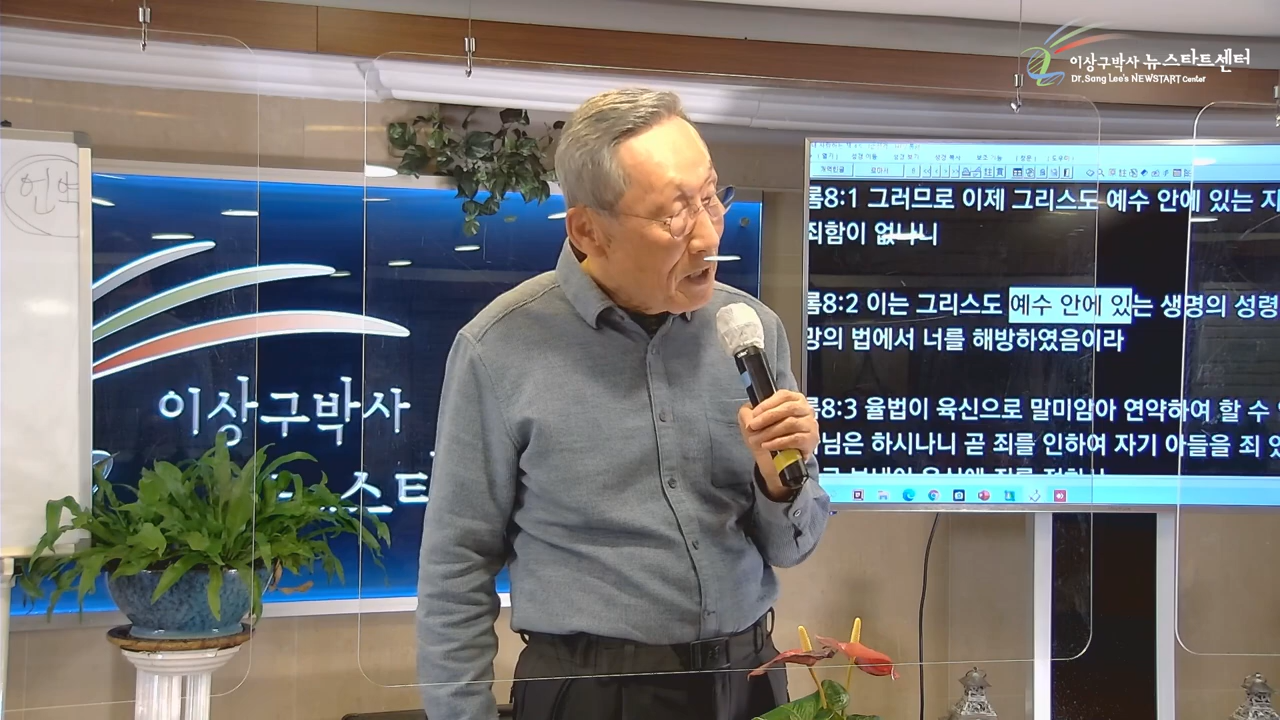 이상구박사 뉴스타트센터
Dr. Sang Lee's NEWSTART Center
언약
이상구박사
스타
롬8:1 그러므로 이제 그리스도 예수 안에 있는 자
죄함이 없나니
롬8:2 이는 그리스도 예수 안에 있는 생명의 성령
망의 법에서 너를 해방하였음이라
롬8:3 율법이 육신으로 말미암아 연약하여 할 수
님은 하시나니 곧 죄를 인하여 자기 아들을 죄 있